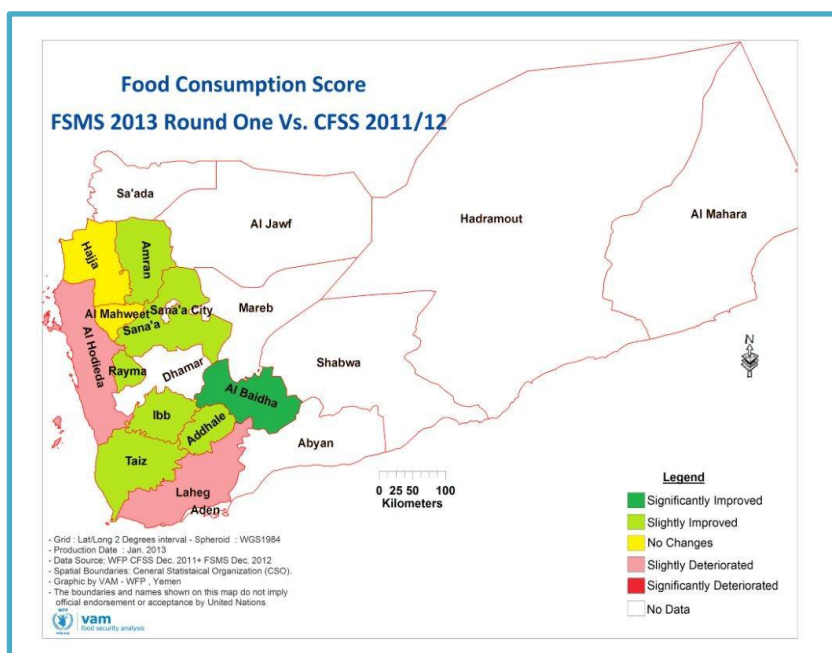 Food Consumption Score
FSMS 2013 Round One Vs. CFSS 2011/12
Sa'ada
Al Jawf
Hadramout
Al Mahara
Hajja
Amran
Al Mahweet
Sana'a City
Sana'a
Mareb
Al Hodieda
Shabwa
Rayma
Dhamar
Al Baidha
Ibb
Addhale
Abyan
Taiz
Laheg
Aden
N
0 25 50 100
Kilometers
Legend
Significantly Improved
Slightly Improved
No Changes
Slightly Deteriorated
Significantly Deteriorated
No Data
- Grid : Lat/Long 2 Degrees interval - Spheroid : WGS1984
- Production Date : Jan. 2013
- Data Source: WFP CFSS Dec. 2011+ FSMS Dec. 2012
- Spatial Boundaries: Ceneral Statistaical Organization (CSO).
- Graphic by VAM - WFP , Yemen
- The boundaries and names shown on this map do not imply
official endorsement or acceptance by United Nations
WFP
wfp.org
vam
food security analysis